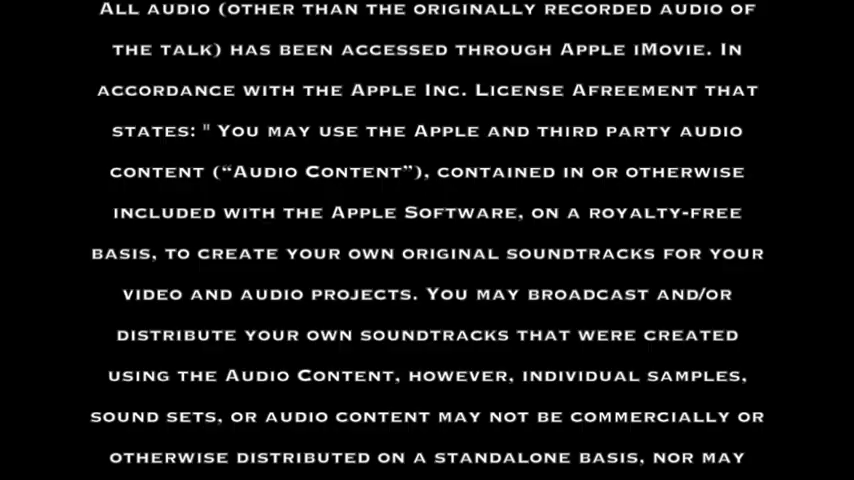 All audio (other than the originally recorded audio of
the talk) has been accessed through Apple iMovie. In
accordance with the Apple Inc. License Afreement that
states: " You may use the Apple and third party audio
content (“Audio Content”), contained in or otherwise
included with the Apple Software, on a royalty-free
basis, to create your own original soundtracks for your
video and audio projects. You may broadcast and/or
distribute your own soundtracks that were created
using the Audio Content, however, individual samples,
sound sets, or audio content may not be commercially or
otherwise distributed on a standalone basis, nor may